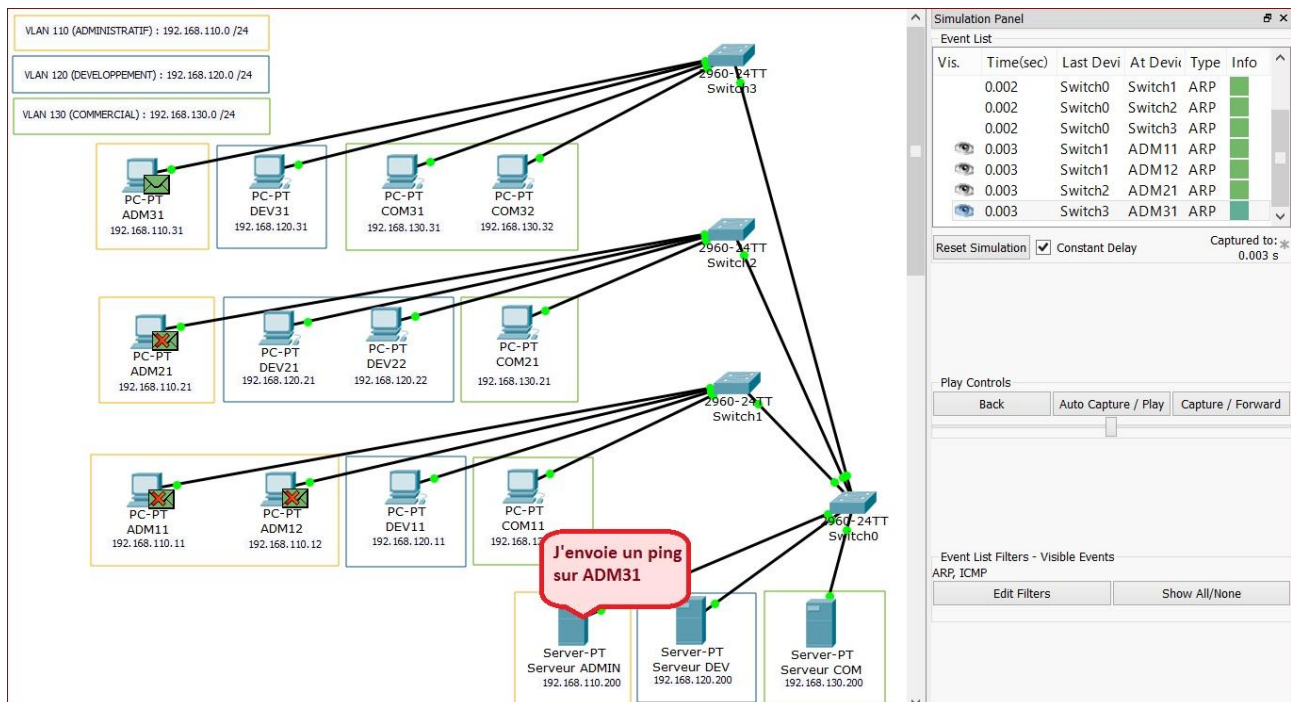 VLAN 110 (ADMINISTRATIF) : 192.168.110.0 /24
VLAN 120 (DEVELOPPEMENT) : 192.168.120.0 /24
VLAN 130 (COMMERCIAL) : 192.168.130.0 /24
2960-24TT
Switch3
PC-PT
ADM31
192.168.110.31
PC-PT
DEV31
192.168.120.31
PC-PT
COM31
192.168.130.31
PC-PT
COM32
192.168.130.32
2960-24TT
Switch2
PC-PT
ADM21
192.168.110.21
PC-PT
DEV21
192.168.120.21
PC-PT
DEV22
192.168.120.22
PC-PT
COM21
192.168.130.21
2960-24TT
Switch1
PC-PT
ADM11
192.168.110.11
PC-PT
ADM12
192.168.110.12
PC-PT
DEV11
192.168.120.11
PC-PT
COM11
2960-24TT
Switch0
J'envoie un ping
sur ADM31
Server-PT
Serveur ADMIN
192.168.110.200
Server-PT
Serveur DEV
192.168.120.200
Server-PT
Serveur COM
192.168.130.200
Simulation Panel
Event List
Vis. Time(sec) Last Devi At Devic Type Info
0.002 Switch0 Switch1 ARP
0.002 Switch0 Switch2 ARP
0.002 Switch0 Switch3 ARP
0.003 Switch1 ADM11 ARP
0.003 Switch1 ADM12 ARP
0.003 Switch2 ADM21 ARP
0.003 Switch3 ADM31 ARP
Reset Simulation Constant Delay Captured to: *
0.003 s
Play Controls
Back Auto Capture / Play Capture / Forward
Event List Filters - Visible Events
ARP, ICMP
Edit Filters Show All/None